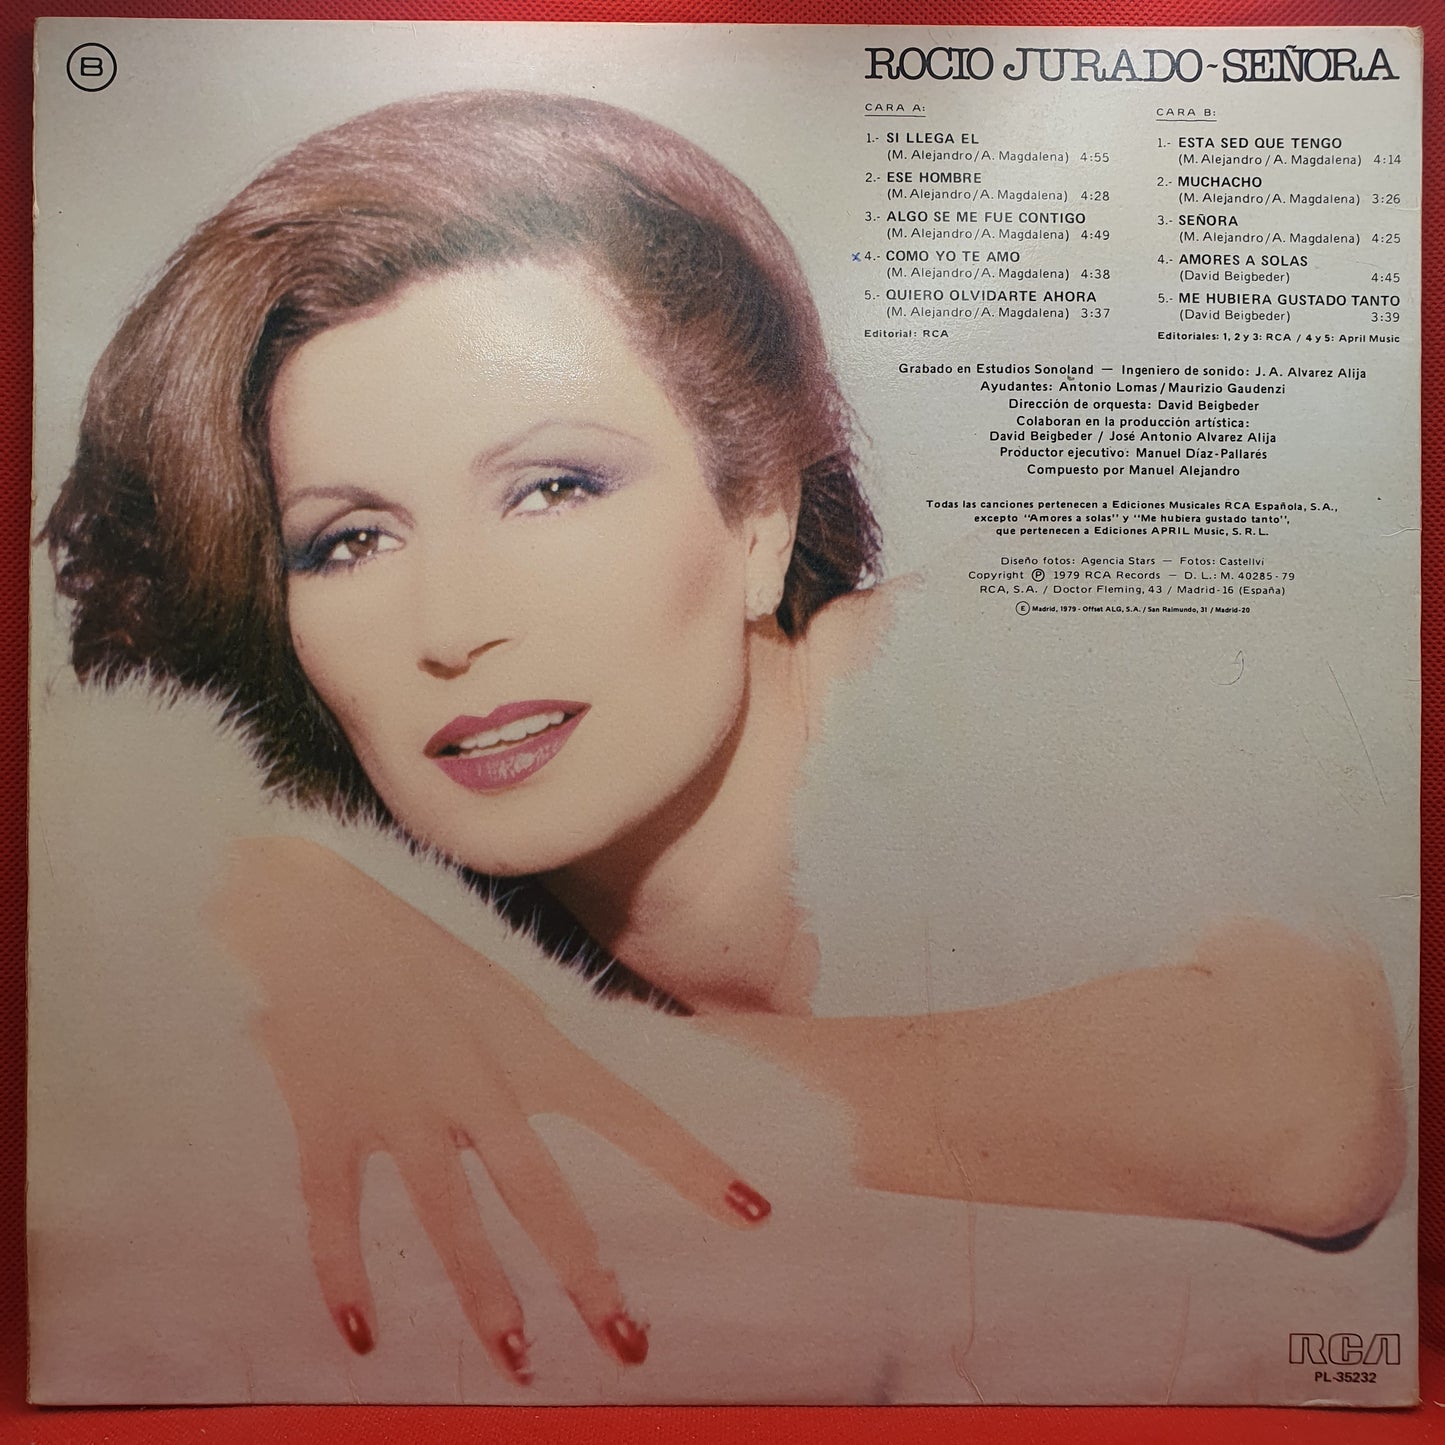 B
ROCIO JURADO~SEÑORA
CARA A:
1.- SI LLEGA EL
(M. Alejandro/A. Magdalena) 4:55
2.- ESE HOMBRE
(M. Alejandro/A. Magdalena) 4:28
3.- ALGO SE ME FUE CONTIGO
(M. Alejandro/A. Magdalena) 4:49
x 4.- COMO YO TE AMO
(M. Alejandro/A. Magdalena) 4:38
5.- QUIERO OLVIDARTE AHORA
(M. Alejandro/A. Magdalena) 3:37
Editorial: RCA
CARA B:
1.- ESTA SED QUE TENGO
(M. Alejandro/A. Magdalena) 4:14
2.- MUCHACHO
(M. Alejandro/A. Magdalena) 3:26
3.- SEÑORA
(M. Alejandro/A. Magdalena) 4:25
4.- AMORES A SOLAS
(David Beigbeder) 4:45
5.- ME HUBIERA GUSTADO TANTO
(David Beigbeder) 3:39
Editoriales: 1, 2 y 3: RCA / 4 y 5: April Music
Grabado en Estudios Sonoland — Ingeniero de sonido: J. A. Alvarez Alija
Ayudantes: Antonio Lomas/Maurizio Gaudenzi
Dirección de orquesta: David Beigbeder
Colaboran en la producción artística:
David Beigbeder / José Antonio Alvarez Alija
Productor ejecutivo: Manuel Díaz-Pallarés
Compuesto por Manuel Alejandro
Todas las canciones pertenecen a Ediciones Musicales RCA Española, S.A.,
excepto "Amores a solas" y "Me hubiera gustado tanto",
que pertenecen a Ediciones APRIL Music, S.R.L.
Diseño fotos: Agencia Stars — Fotos: Castellví
Copyright Ⓟ 1979 RCA Records — D. L.: M. 40285 - 79
RCA, S.A. / Doctor Fleming, 43 / Madrid-16 (España)
Ⓔ Madrid, 1979 - Offset ALG, S.A. / San Raimundo, 31 / Madrid-20
RCA
PL-35232